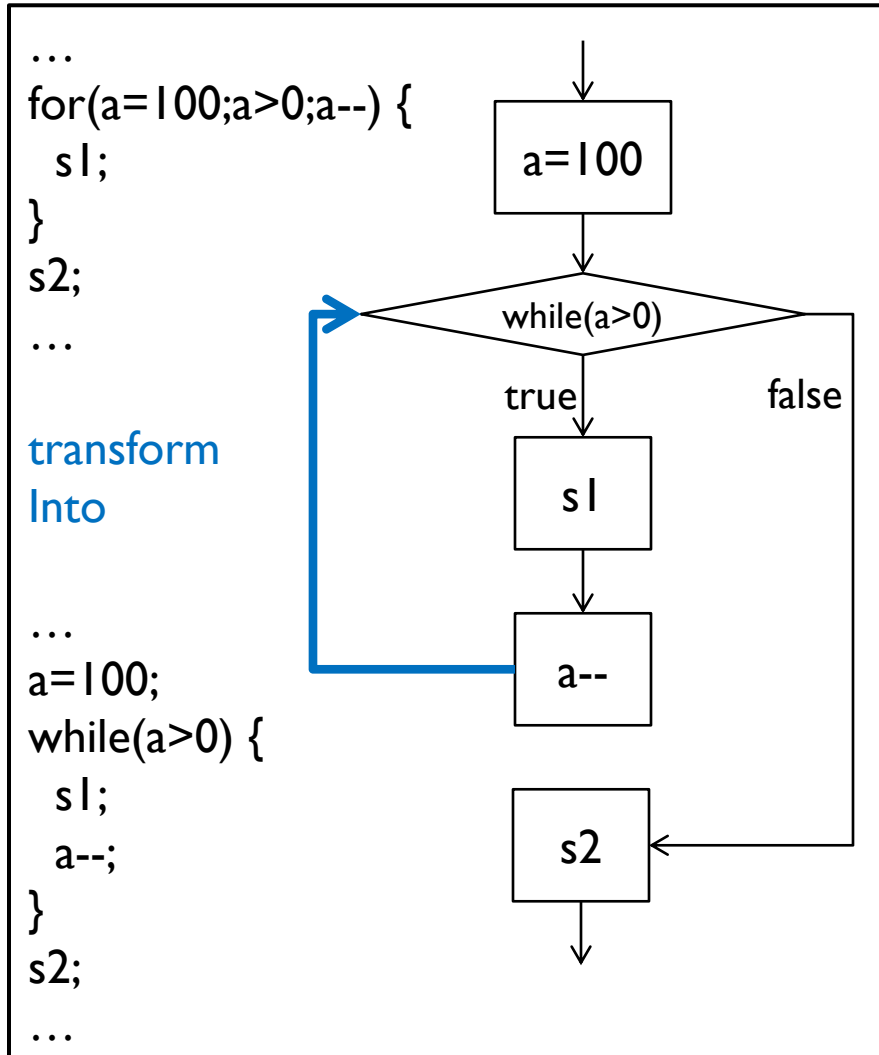 …
for(a=100;a>0;a--) {
s1;
}
s2;
…
transform
Into
…
a=100;
while(a>0) {
s1;
a--;
}
s2;
…
a=100
while(a>0)
true
false
s1
a--
s2